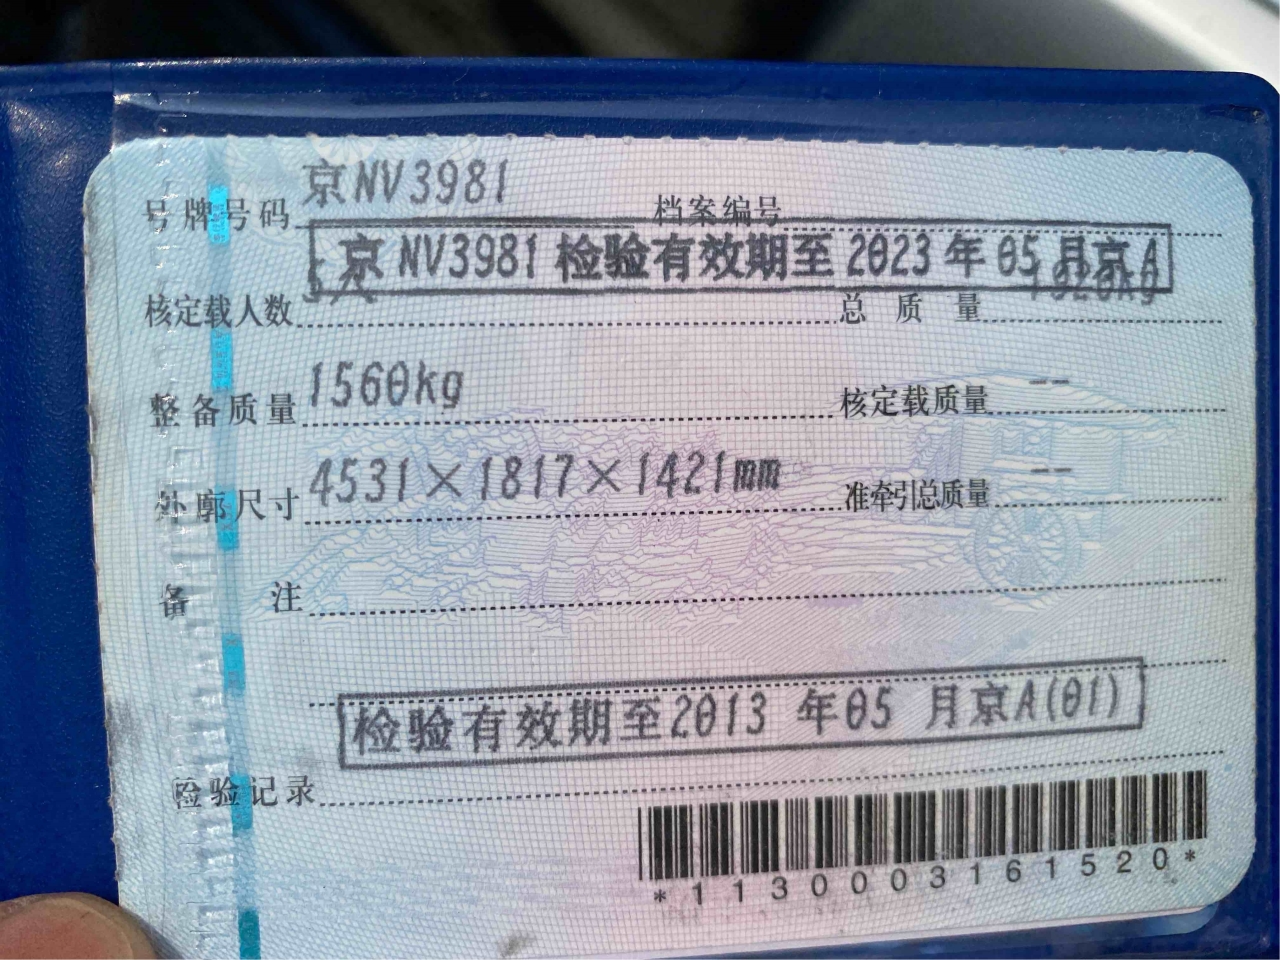 号牌号码 京NV3981 档案编号
京NV3981 检验有效期至2023年05月京A
核定载人数 5人 总质量
整备质量 1560kg 核定载质量 --
外廓尺寸 4531×1817×1421mm 准牵引总质量 --
备注
检验有效期至2013年05月京A(01)
检验记录
*1130003161520*